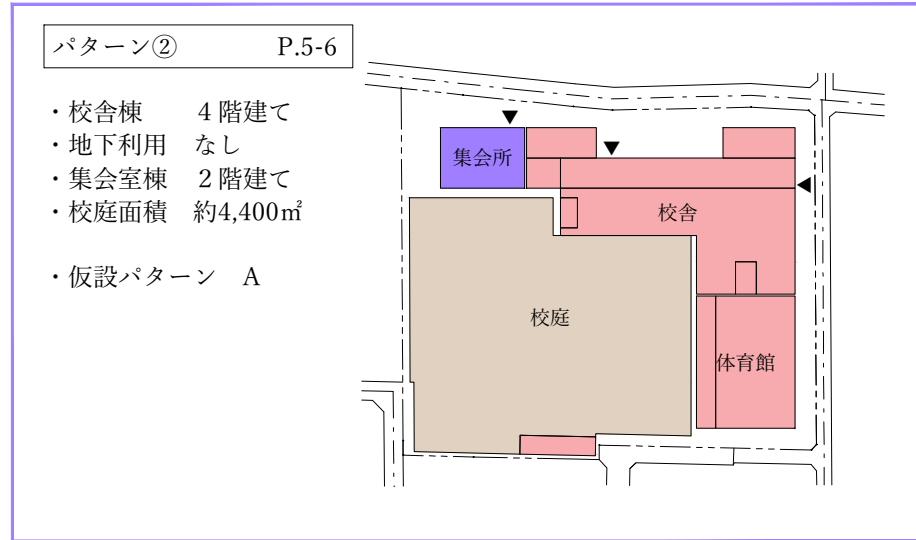 パターン② P.5-6
・校舎棟 4階建て
・地下利用 なし
・集会室棟 2階建て
・校庭面積 約4,400㎡
・仮設パターン A
集会所
校舎
校庭
体育館